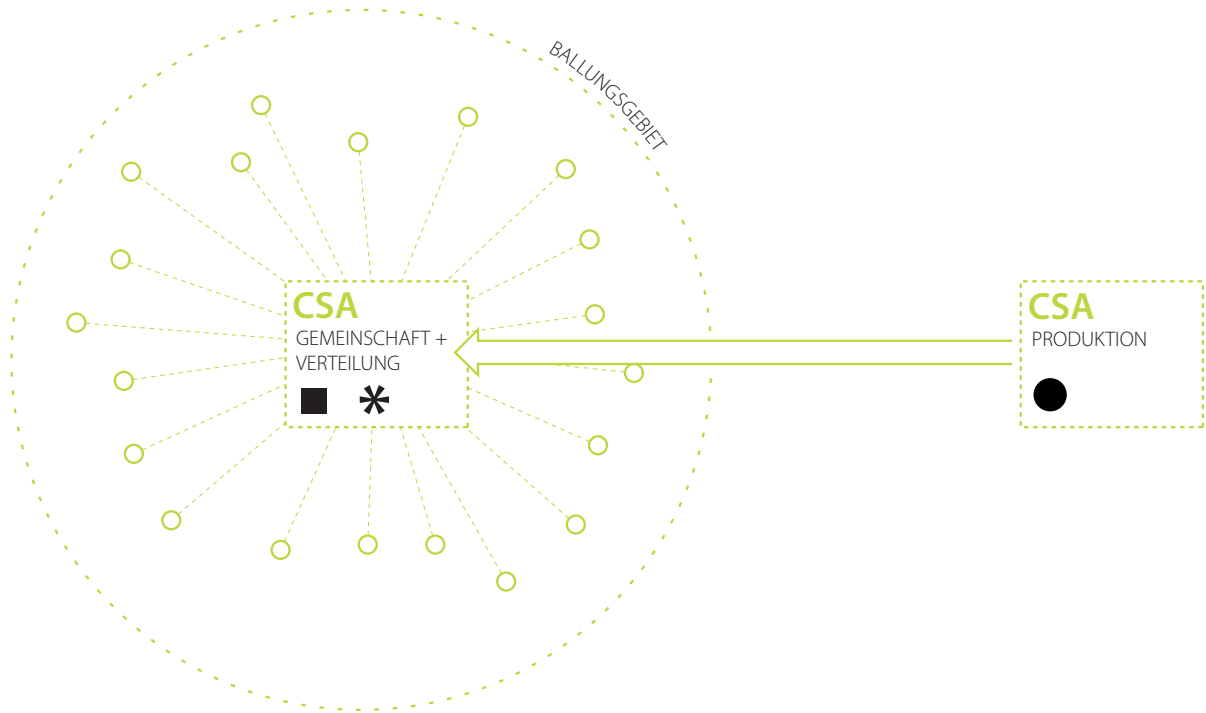 BALLUNGSGEBIET
CSA
GEMEINSCHAFT +
VERTEILUNG
CSA
PRODUKTION